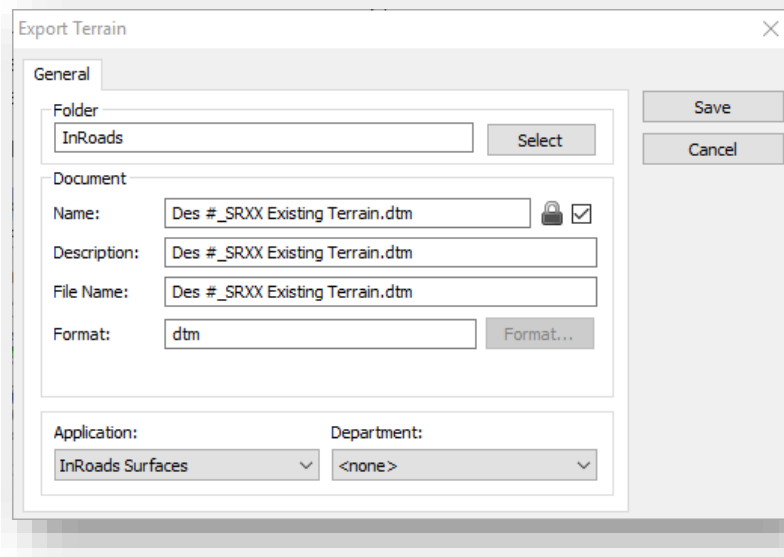 Export Terrain
General
Folder
InRoads
Select
Save
Cancel
Document
Name:
Des #_SRXX Existing Terrain.dtm
Description:
Des #_SRXX Existing Terrain.dtm
File Name:
Des #_SRXX Existing Terrain.dtm
Format:
dtm
Format...
Application:
Department:
InRoads Surfaces
<none>